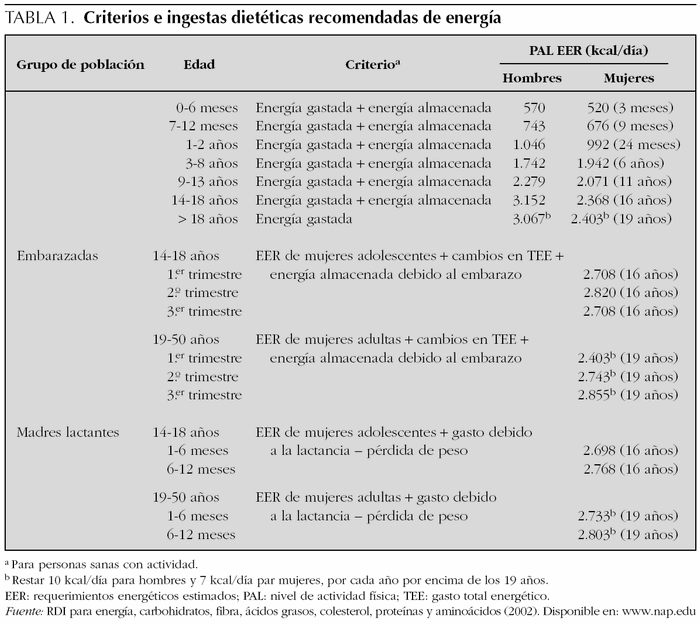 TABLA 1. Criterios e ingestas dietéticas recomendadas de energía
PAL EER (kcal/día)
Grupo de población Edad Criterioª
Hombres Mujeres
0-6 meses Energía gastada + energía almacenada 570 520 (3 meses)
7-12 meses Energía gastada + energía almacenada 743 676 (9 meses)
1-2 años Energía gastada + energía almacenada 1.046 992 (24 meses)
3-8 años Energía gastada + energía almacenada 1.742 1.942 (6 años)
9-13 años Energía gastada + energía almacenada 2.279 2.071 (11 años)
14-18 años Energía gastada + energía almacenada 3.152 2.368 (16 años)
> 18 años Energía gastada 3.067ᵇ 2.403ᵇ (19 años)
Embarazadas 14-18 años EER de mujeres adolescentes + cambios en TEE +
1.er trimestre energía almacenada debido al embarazo 2.708 (16 años)
2.º trimestre 2.820 (16 años)
3.er trimestre 2.708 (16 años)
19-50 años EER de mujeres adultas + cambios en TEE +
1.er trimestre energía almacenada debido al embarazo 2.403ᵇ (19 años)
2.º trimestre 2.743ᵇ (19 años)
3.er trimestre 2.855ᵇ (19 años)
Madres lactantes 14-18 años EER de mujeres adolescentes + gasto debido
1-6 meses a la lactancia – pérdida de peso 2.698 (16 años)
6-12 meses 2.768 (16 años)
19-50 años EER de mujeres adultas + gasto debido
1-6 meses a la lactancia – pérdida de peso 2.733ᵇ (19 años)
6-12 meses 2.803ᵇ (19 años)
ª Para personas sanas con actividad.
ᵇ Restar 10 kcal/día para hombres y 7 kcal/día par mujeres, por cada año por encima de los 19 años.
EER: requerimientos energéticos estimados; PAL: nivel de actividad física; TEE: gasto total energético.
Fuente: RDI para energía, carbohidratos, fibra, ácidos grasos, colesterol, proteínas y aminoácidos (2002). Disponible en: www.nap.edu